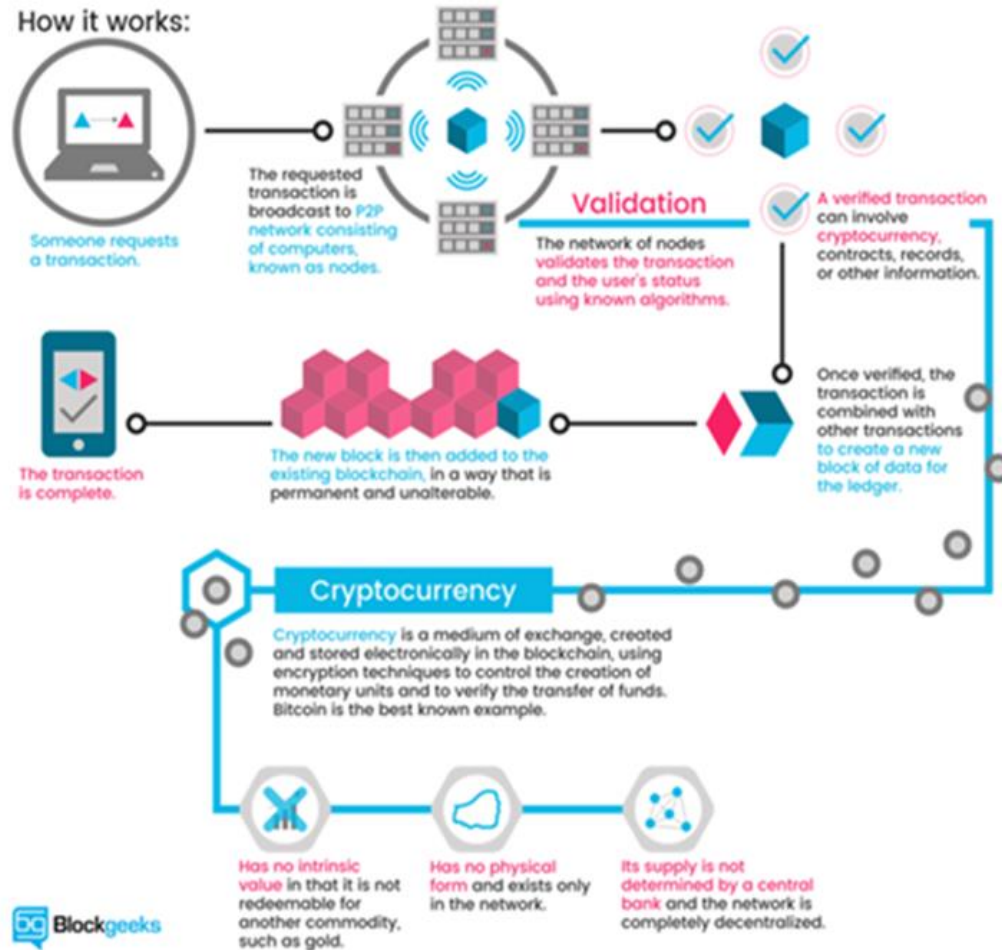 How it works:
Someone requests
a transaction.
The requested
transaction is
broadcast to P2P
network consisting
of computers,
known as nodes.
Validation
The network of nodes
validates the transaction
and the user's status
using known algorithms.
A verified transaction
can involve
cryptocurrency,
contracts, records,
or other information.
Once verified, the
transaction is
combined with
other transactions
to create a new
block of data for
the ledger.
The new block is then added to the
existing blockchain, in a way that is
permanent and unalterable.
The transaction
is complete.
Cryptocurrency
Cryptocurrency is a medium of exchange, created
and stored electronically in the blockchain, using
encryption techniques to control the creation of
monetary units and to verify the transfer of funds.
Bitcoin is the best known example.
Has no intrinsic
value in that it is not
redeemable for
another commodity,
such as gold.
Has no physical
form and exists only
in the network.
Its supply is not
determined by a central
bank and the network is
completely decentralized.
bg Blockgeeks